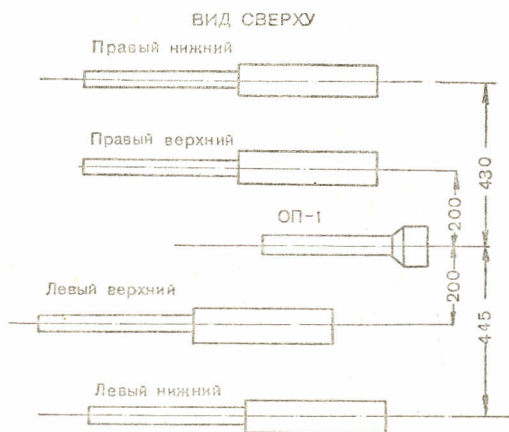 ВИД СВЕРХУ
Правый нижний
Правый верхний
430
200
ОП-1
200
Левый верхний
445
Левый нижний